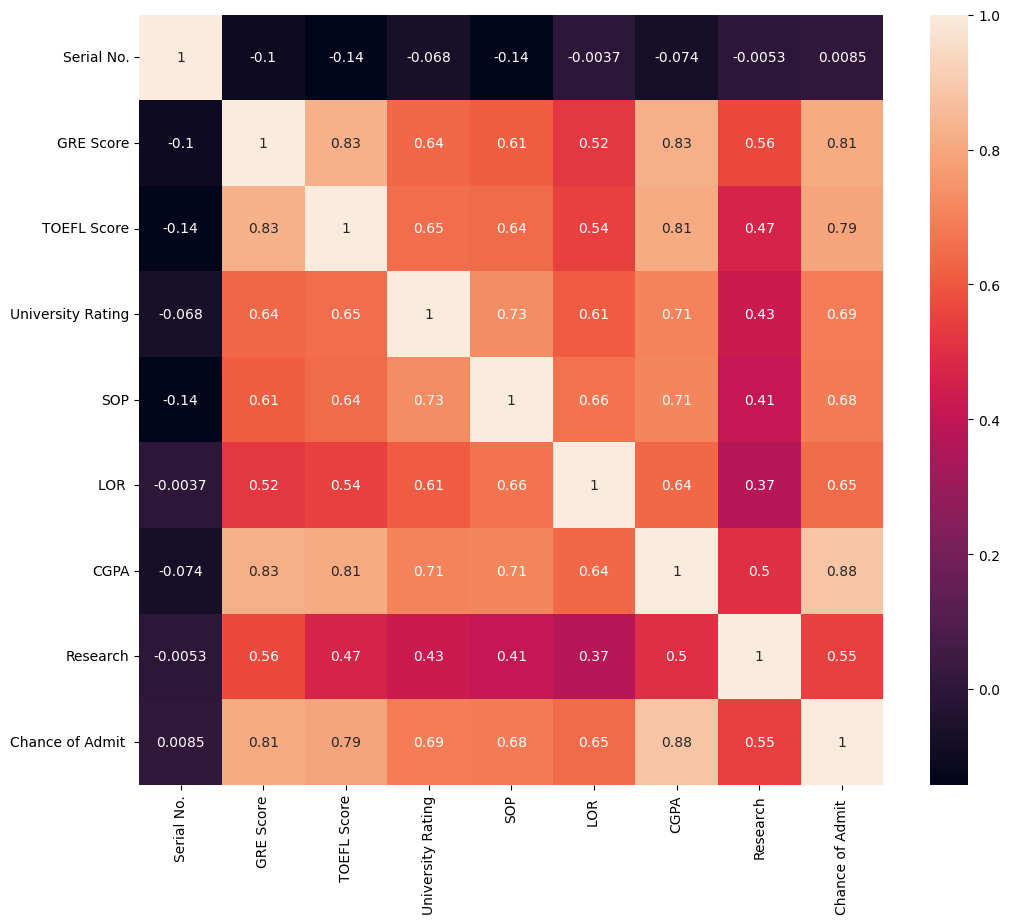 Serial No. 1 -0.1 -0.14 -0.068 -0.14 -0.0037 -0.074 -0.0053 0.0085
GRE Score -0.1 1 0.83 0.64 0.61 0.52 0.83 0.56 0.81
TOEFL Score -0.14 0.83 1 0.65 0.64 0.54 0.81 0.47 0.79
University Rating -0.068 0.64 0.65 1 0.73 0.61 0.71 0.43 0.69
SOP -0.14 0.61 0.64 0.73 1 0.66 0.71 0.41 0.68
LOR -0.0037 0.52 0.54 0.61 0.66 1 0.64 0.37 0.65
CGPA -0.074 0.83 0.81 0.71 0.71 0.64 1 0.5 0.88
Research -0.0053 0.56 0.47 0.43 0.41 0.37 0.5 1 0.55
Chance of Admit 0.0085 0.81 0.79 0.69 0.68 0.65 0.88 0.55 1
Serial No.
GRE Score
TOEFL Score
University Rating
SOP
LOR
CGPA
Research
Chance of Admit
1.0
0.8
0.6
0.4
0.2
0.0